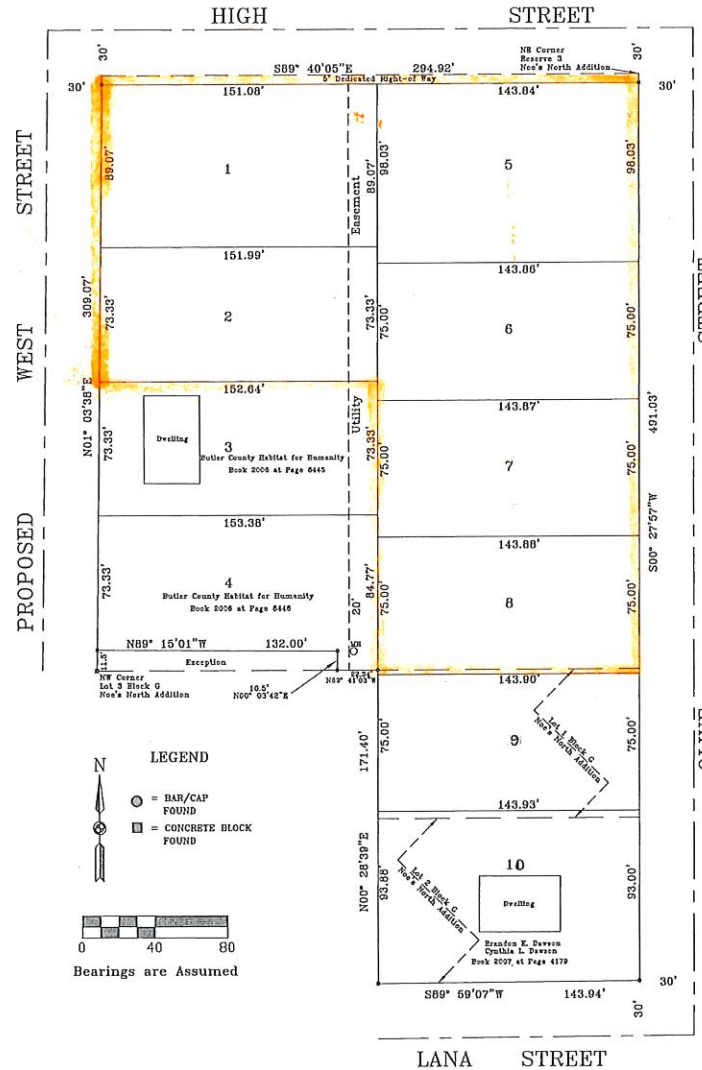 HIGH STREET
30'
30'
S89° 40'05"E 294.92'
5' Dedicated Right-of Way
NE Corner
Reserve 3
Noe's North Addition
30'
30'
151.08'
143.84'
89.07'
1
Easement
89.07'
98.03'
5
98.03'
STREET
151.99'
143.86'
309.07'
73.33'
2
73.33'
75.00'
6
75.00'
WEST
152.64'
143.87'
491.03'
N01° 03'38"E
73.33'
Dwelling
3
Butler County Habitat for Humanity
Book 2006 at Page 6445
Utility
73.33'
75.00'
7
75.00'
S00° 27'57"W
153.38'
143.88'
PROPOSED
73.33'
4
Butler County Habitat for Humanity
Book 2006 at Page 6446
20'
84.77'
75.00'
8
75.00'
N89° 15'01"W 132.00'
MH
11.5'
Exception
NW Corner
Lot 3 Block G
Noe's North Addition
10.5'
N00° 03'42"E
N89° 41'03"W
143.90'
171.40'
75.00'
9
Lot 1 Block G
Noe's North Addition
75.00'
143.93'
N00° 28'39"E
93.88'
10
Lot 2 Block G
Noe's North Addition
Dwelling
93.00'
Brandon K. Dawson
Cynthia L. Dawson
Book 2007, at Page 4179
30'
S89° 59'07"W 143.94'
30'
LANA STREET
N
LEGEND
= BAR/CAP
FOUND
= CONCRETE BLOCK
FOUND
0 40 80
Bearings are Assumed